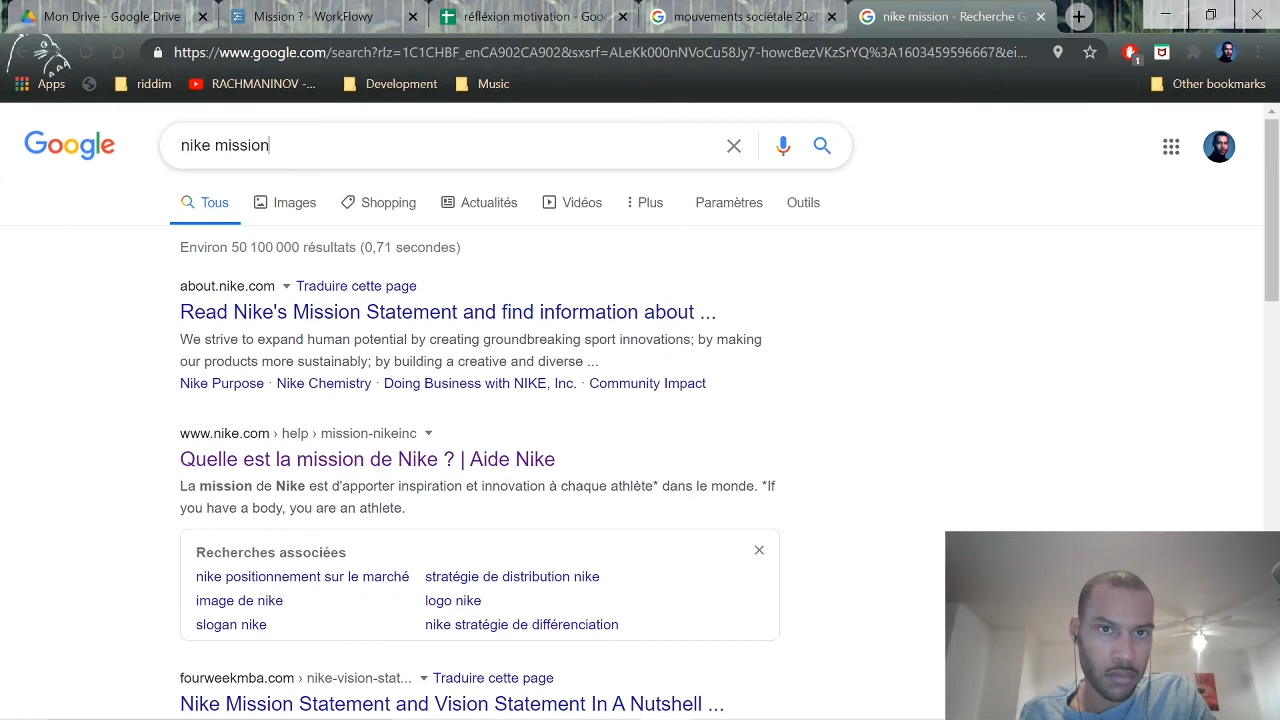 Mon Drive - Google Drive
Mission ? - WorkFlowy
réfléxion motivation - Goo
mouvements sociétale 202
nike mission - Recherche G
https://www.google.com/search?rlz=1C1CHBF_enCA902CA902&sxsrf=ALeKk000nNVoCu58Jy7-howcBezVKzSrYQ%3A1603459596667&ei...
1
Apps
riddim
RACHMANINOV -...
Development
Music
Other bookmarks
Google
nike mission
Tous
Images
Shopping
Actualités
Vidéos
Plus
Paramètres
Outils
Environ 50 100 000 résultats (0,71 secondes)
about.nike.com Traduire cette page
Read Nike's Mission Statement and find information about ...
We strive to expand human potential by creating groundbreaking sport innovations; by making
our products more sustainably; by building a creative and diverse ...
Nike Purpose · Nike Chemistry · Doing Business with NIKE, Inc. · Community Impact
www.nike.com › help › mission-nikeinc
Quelle est la mission de Nike ? | Aide Nike
La mission de Nike est d'apporter inspiration et innovation à chaque athlète* dans le monde. *If
you have a body, you are an athlete.
Recherches associées
nike positionnement sur le marché
stratégie de distribution nike
image de nike
logo nike
slogan nike
nike stratégie de différenciation
fourweekmba.com › nike-vision-stat... Traduire cette page
Nike Mission Statement and Vision Statement In A Nutshell ...